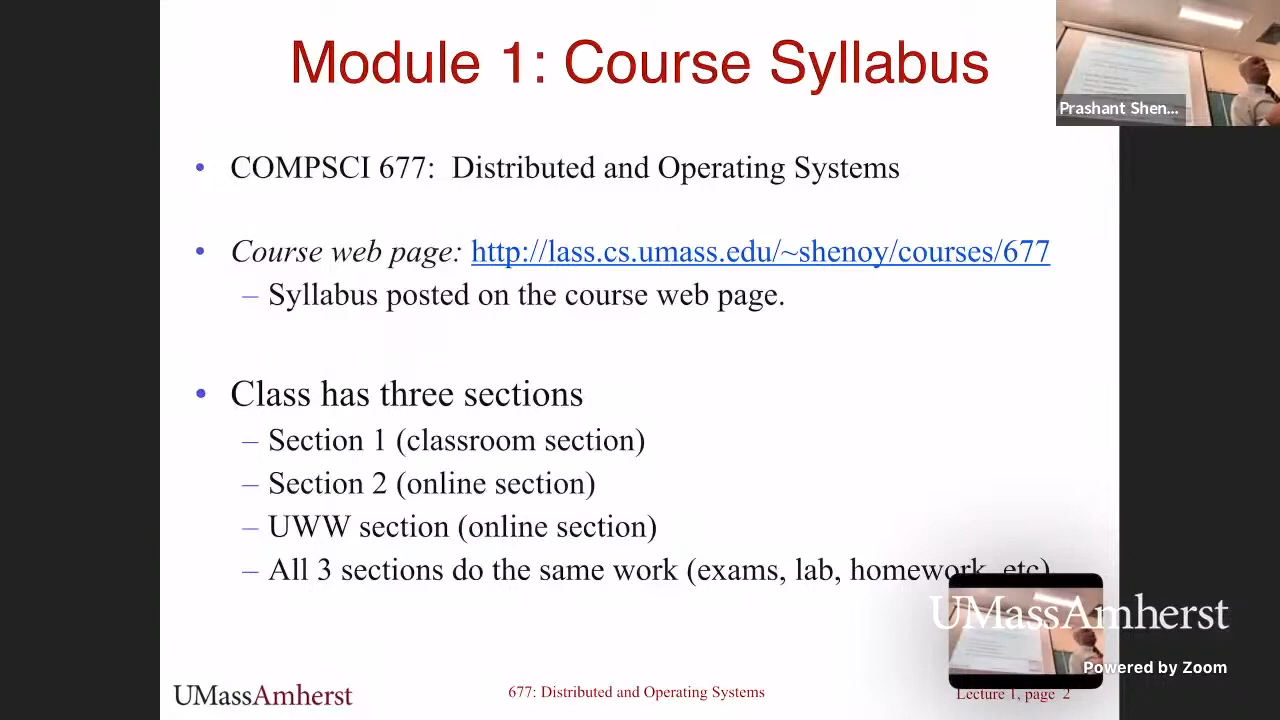 Module 1: Course Syllabus
Prashant Shen...
• COMPSCI 677: Distributed and Operating Systems
• Course web page: http://lass.cs.umass.edu/~shenoy/courses/677
– Syllabus posted on the course web page.
• Class has three sections
– Section 1 (classroom section)
– Section 2 (online section)
– UWW section (online section)
– All 3 sections do the same work (exams, lab, homework, etc)
UMassAmherst
Powered by Zoom
UMassAmherst
677: Distributed and Operating Systems
Lecture 1, page 2